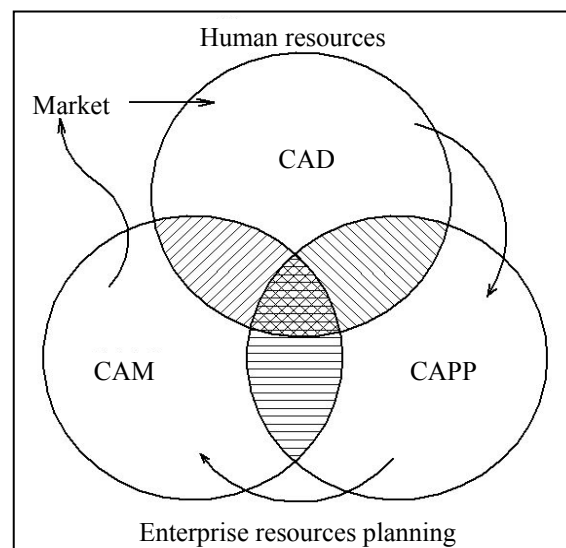 Human resources
Market
CAD
CAM
CAPP
Enterprise resources planning